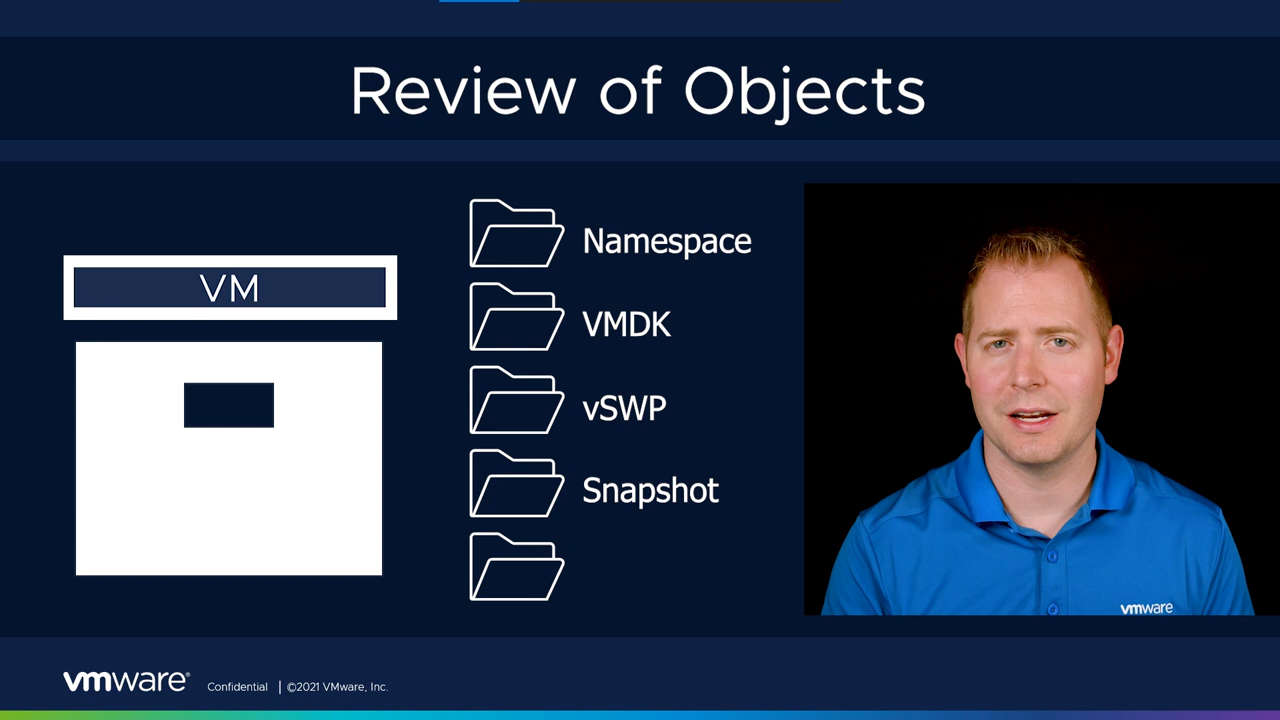 Review of Objects
VM
Namespace
VMDK
vSWP
Snapshot
vmware
vmware® Confidential | ©2021 VMware, Inc.